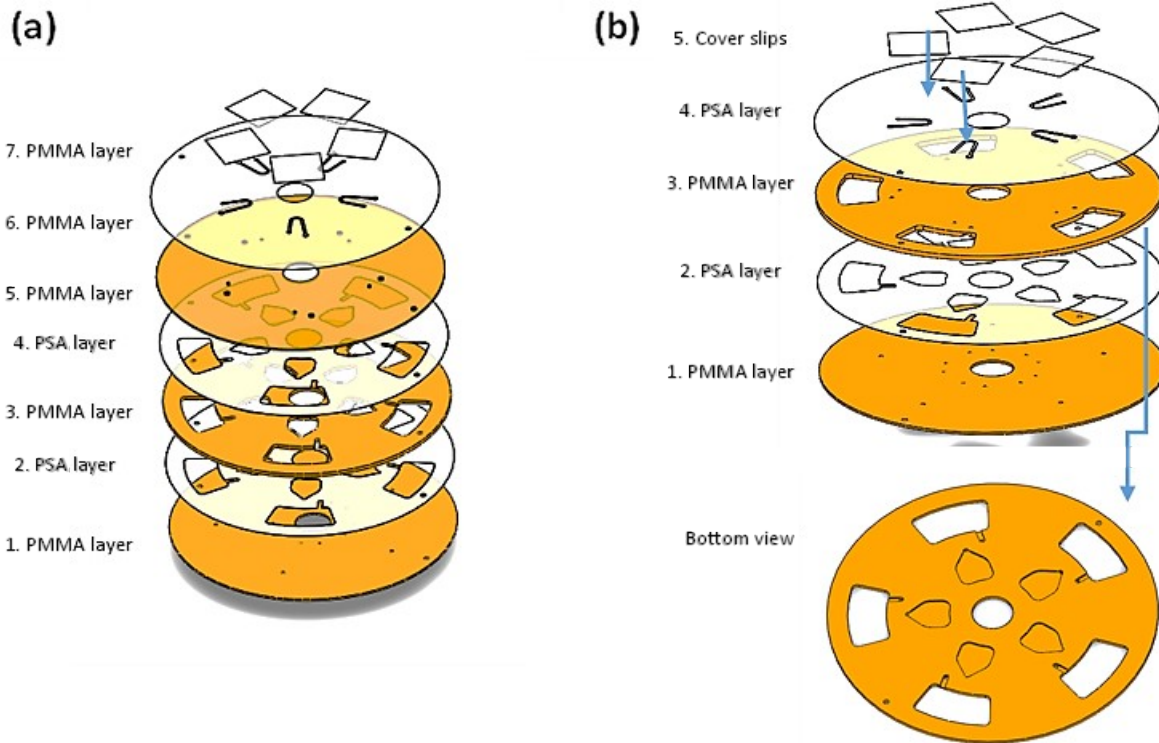 (a)
7. PMMA layer
6. PMMA layer
5. PMMA layer
4. PSA layer
3. PMMA layer
2. PSA layer
1. PMMA layer
(b)
5. Cover slips
4. PSA layer
3. PMMA layer
2. PSA layer
1. PMMA layer
Bottom view